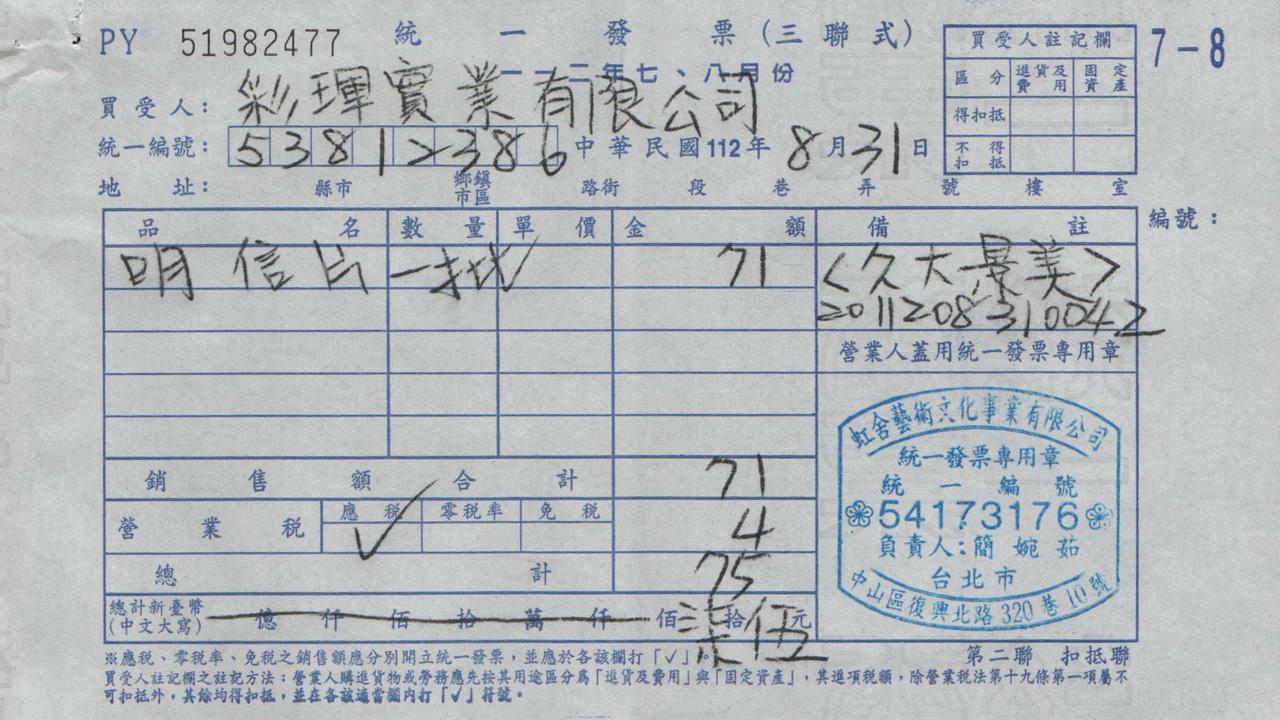 PY 51982477 統一發票(三聯式)
一一二年七、八月份
7-8
買受人註記欄
區分 進貨及費用 固定資產
得扣抵
不得扣抵
買受人: 彩琿實業有限公司
統一編號: 53812386 中華民國112年8月31日
地址: 縣市 鄉鎮市區 路街 段 巷 弄 號 樓 室
品名 數量 單價 金額 備註 編號:
明信片 一批 71 <久大景美>
2011208310042
營業人蓋用統一發票專用章
虹舍藝術文化事業有限公司
統一發票專用章
統一編號
54173176
負責人:簡婉茹
台北市
中山區復興北路320巷10號
銷售額合計 71
營業稅 應稅 ✓ 零稅率 免稅 4
總計 75
總計新臺幣(中文大寫) 億仟佰拾萬仟佰柒拾伍元
※應稅、零稅率、免稅之銷售額應分別開立統一發票,並應於各該欄打「✓」。 第二聯 扣抵聯
買受人註記欄之註記方法:營業人購進貨物或勞務應先按其用途區分為「進貨及費用」與「固定資產」,其進項稅額,除營業稅法第十九條第一項屬不
可扣抵外,其餘均得扣抵,並在各該適當欄內打「✓」符號。